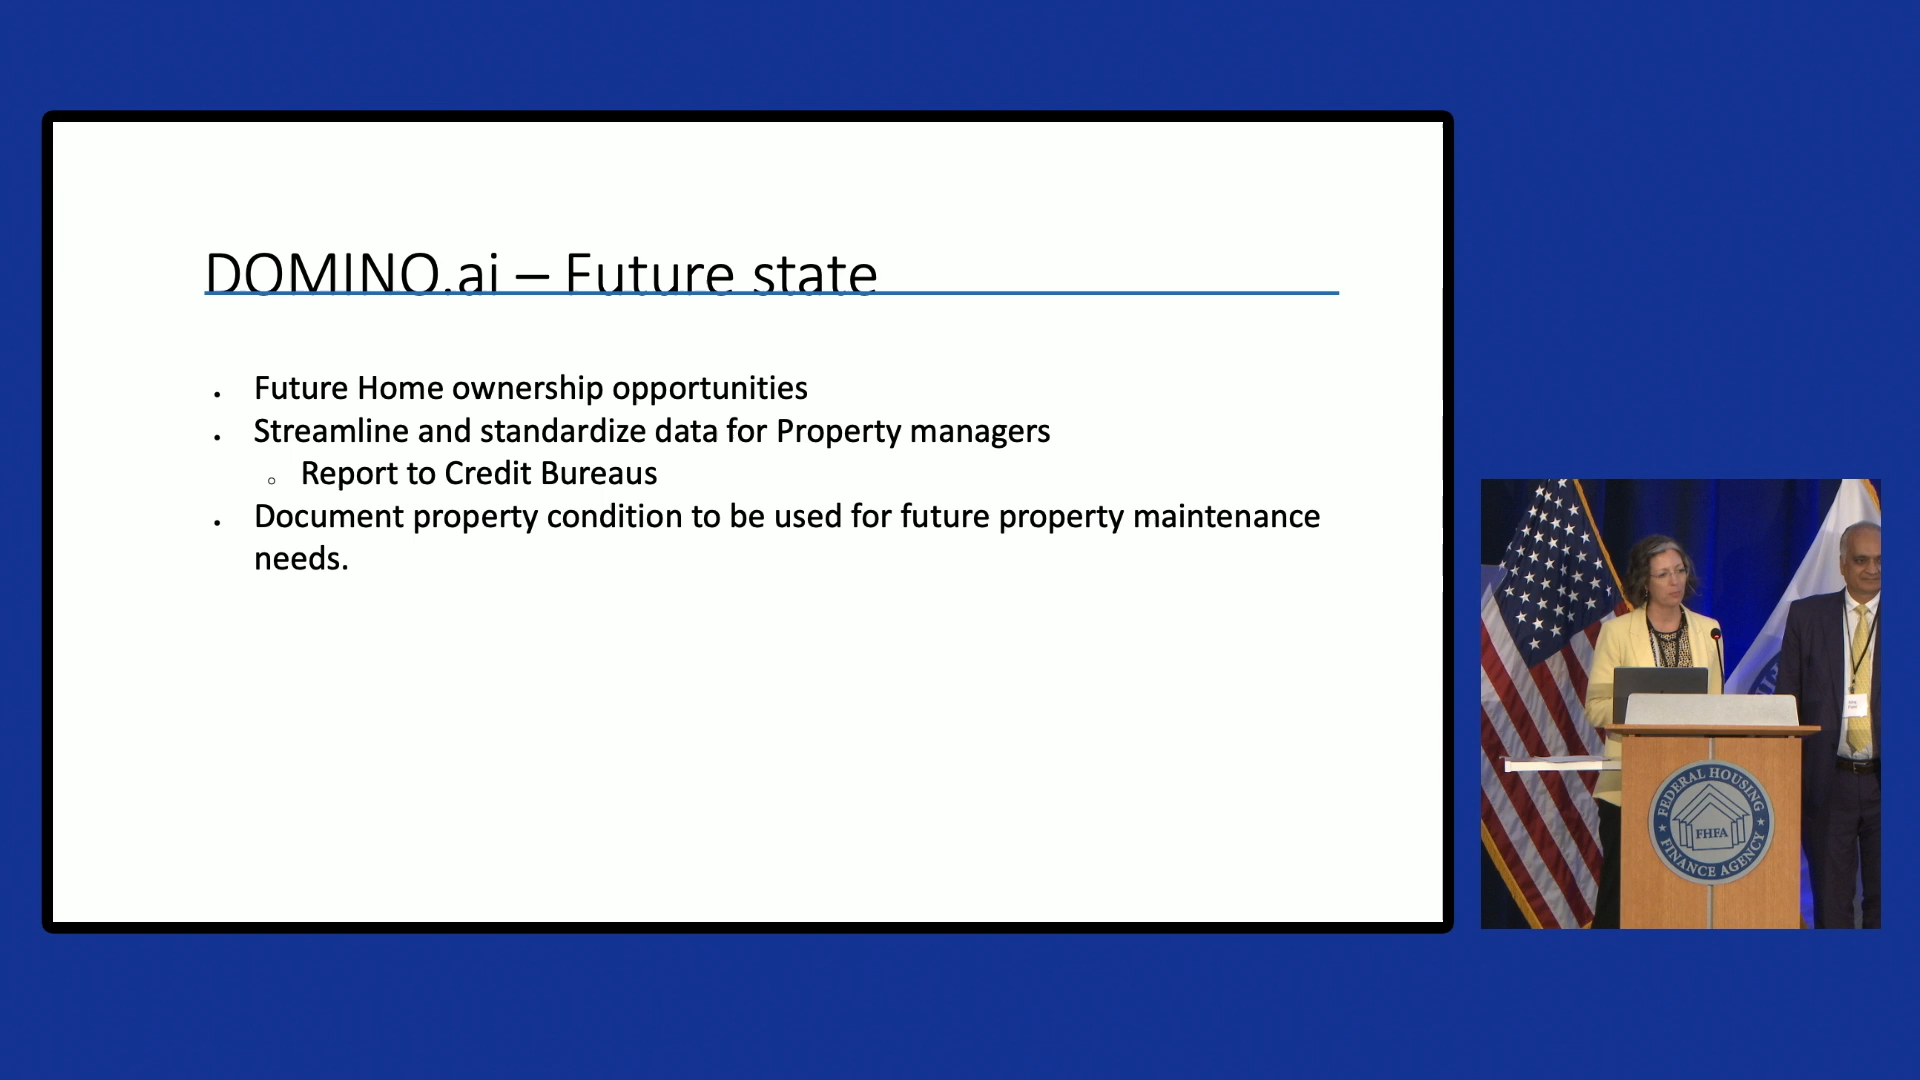 DOMINO.ai – Future state
• Future Home ownership opportunities
• Streamline and standardize data for Property managers
◦ Report to Credit Bureaus
• Document property condition to be used for future property maintenance
needs.
FEDERAL HOUSING
FHFA
FINANCE AGENCY